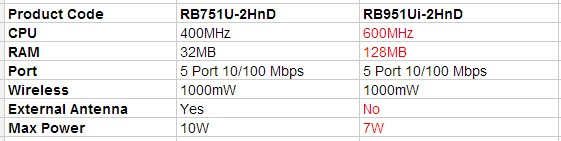 Product Code RB751U-2HnD RB951Ui-2HnD
CPU 400MHz 600MHz
RAM 32MB 128MB
Port 5 Port 10/100 Mbps 5 Port 10/100 Mbps
Wireless 1000mW 1000mW
External Antenna Yes No
Max Power 10W 7W